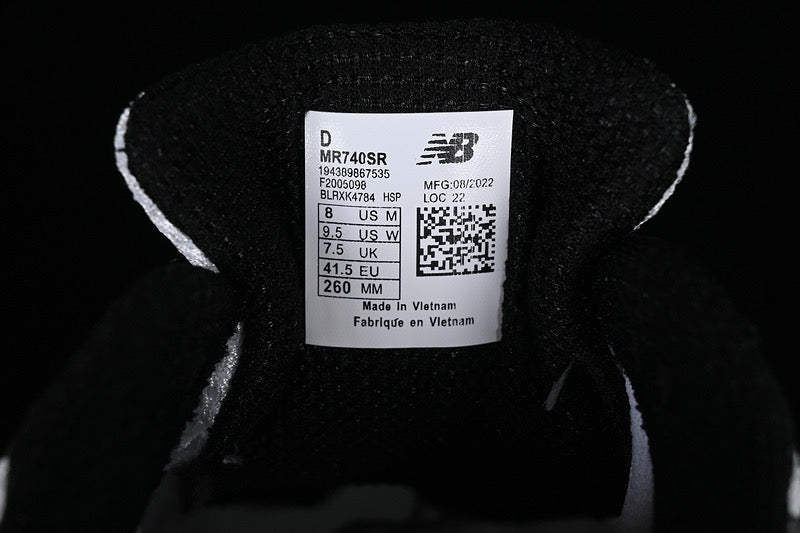 D
MR740SR
194389867535
F2005098
BLRXK4784 HSP
8 US M
9.5 US W
7.5 UK
41.5 EU
260 MM
NB
MFG:08/2022
LOC 22
Made in Vietnam
Fabrique en Vietnam